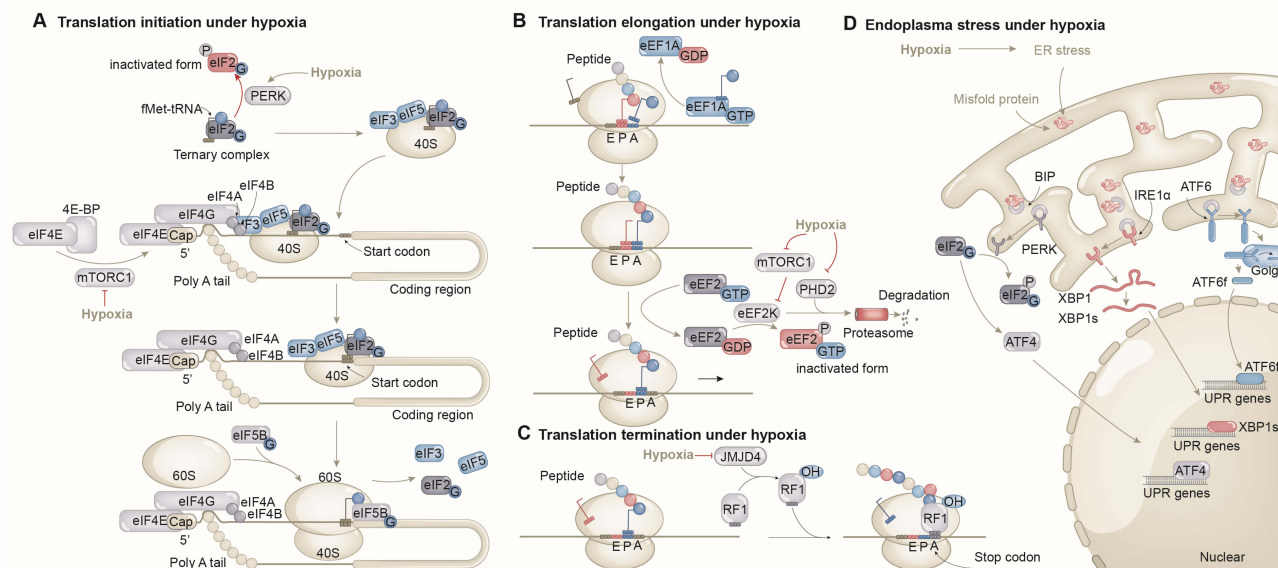 A Translation initiation under hypoxia
P
eIF2
G
inactivated form
Hypoxia
PERK
fMet-tRNA
eIF2
G
Ternary complex
eIF3
eIF5
eIF2
G
40S
4E-BP
eIF4E
mTORC1
Hypoxia
eIF4B
eIF4A
eIF4G
eIF4E
Cap
5'
eIF5
eIF2
G
40S
Start codon
Poly A tail
Coding region
eIF4G
eIF4A
eIF4B
eIF4E
Cap
5'
eIF3
eIF5
eIF2
G
40S
Start codon
Poly A tail
Coding region
eIF5B
G
60S
60S
eIF3
eIF5
eIF2
G
eIF4G
eIF4A
eIF4B
eIF4E
Cap
5'
eIF5B
G
40S
Poly A tail
B Translation elongation under hypoxia
Peptide
eEF1A
GDP
eEF1A
GTP
E P A
Peptide
E P A
Hypoxia
mTORC1
PHD2
eEF2
GTP
eEF2K
Degradation
Proteasome
eEF2
GDP
P
eEF2
GTP
inactivated form
Peptide
E P A
C Translation termination under hypoxia
Hypoxia
JMJD4
Peptide
RF1
OH
RF1
E P A
OH
RF1
E P A
Stop codon
D Endoplasma stress under hypoxia
Hypoxia
ER stress
Misfold protein
BIP
IRE1α
ATF6
PERK
eIF2
G
P
eIF2
G
ATF4
XBP1
XBP1s
Golg
ATF6f
ATF6f
UPR genes
XBP1s
UPR genes
ATF4
UPR genes
Nuclear